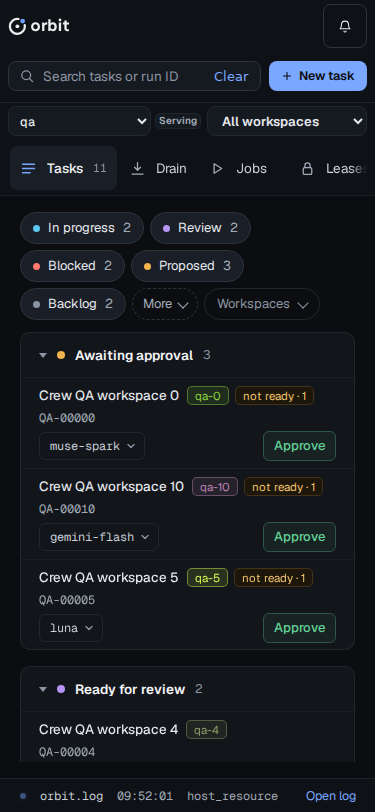 orbit
Search tasks or run ID Clear
+ New task
qa Serving All workspaces
Tasks 11 Drain Jobs Lease
In progress 2 Review 2
Blocked 2 Proposed 3
Backlog 2 More Workspaces
Awaiting approval 3
Crew QA workspace 0 qa-0 not ready · 1
QA-00000
muse-spark Approve
Crew QA workspace 10 qa-10 not ready · 1
QA-00010
gemini-flash Approve
Crew QA workspace 5 qa-5 not ready · 1
QA-00005
luna Approve
Ready for review 2
Crew QA workspace 4 qa-4
QA-00004
orbit.log 09:52:01 host_resource Open log